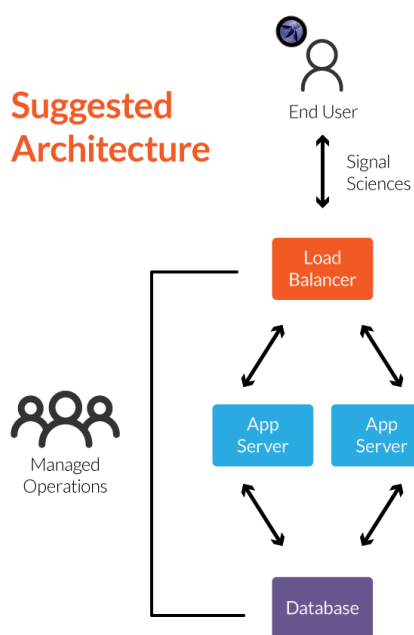 Suggested
Architecture
End User
Signal
Sciences
Load
Balancer
App
Server
App
Server
Managed
Operations
Database